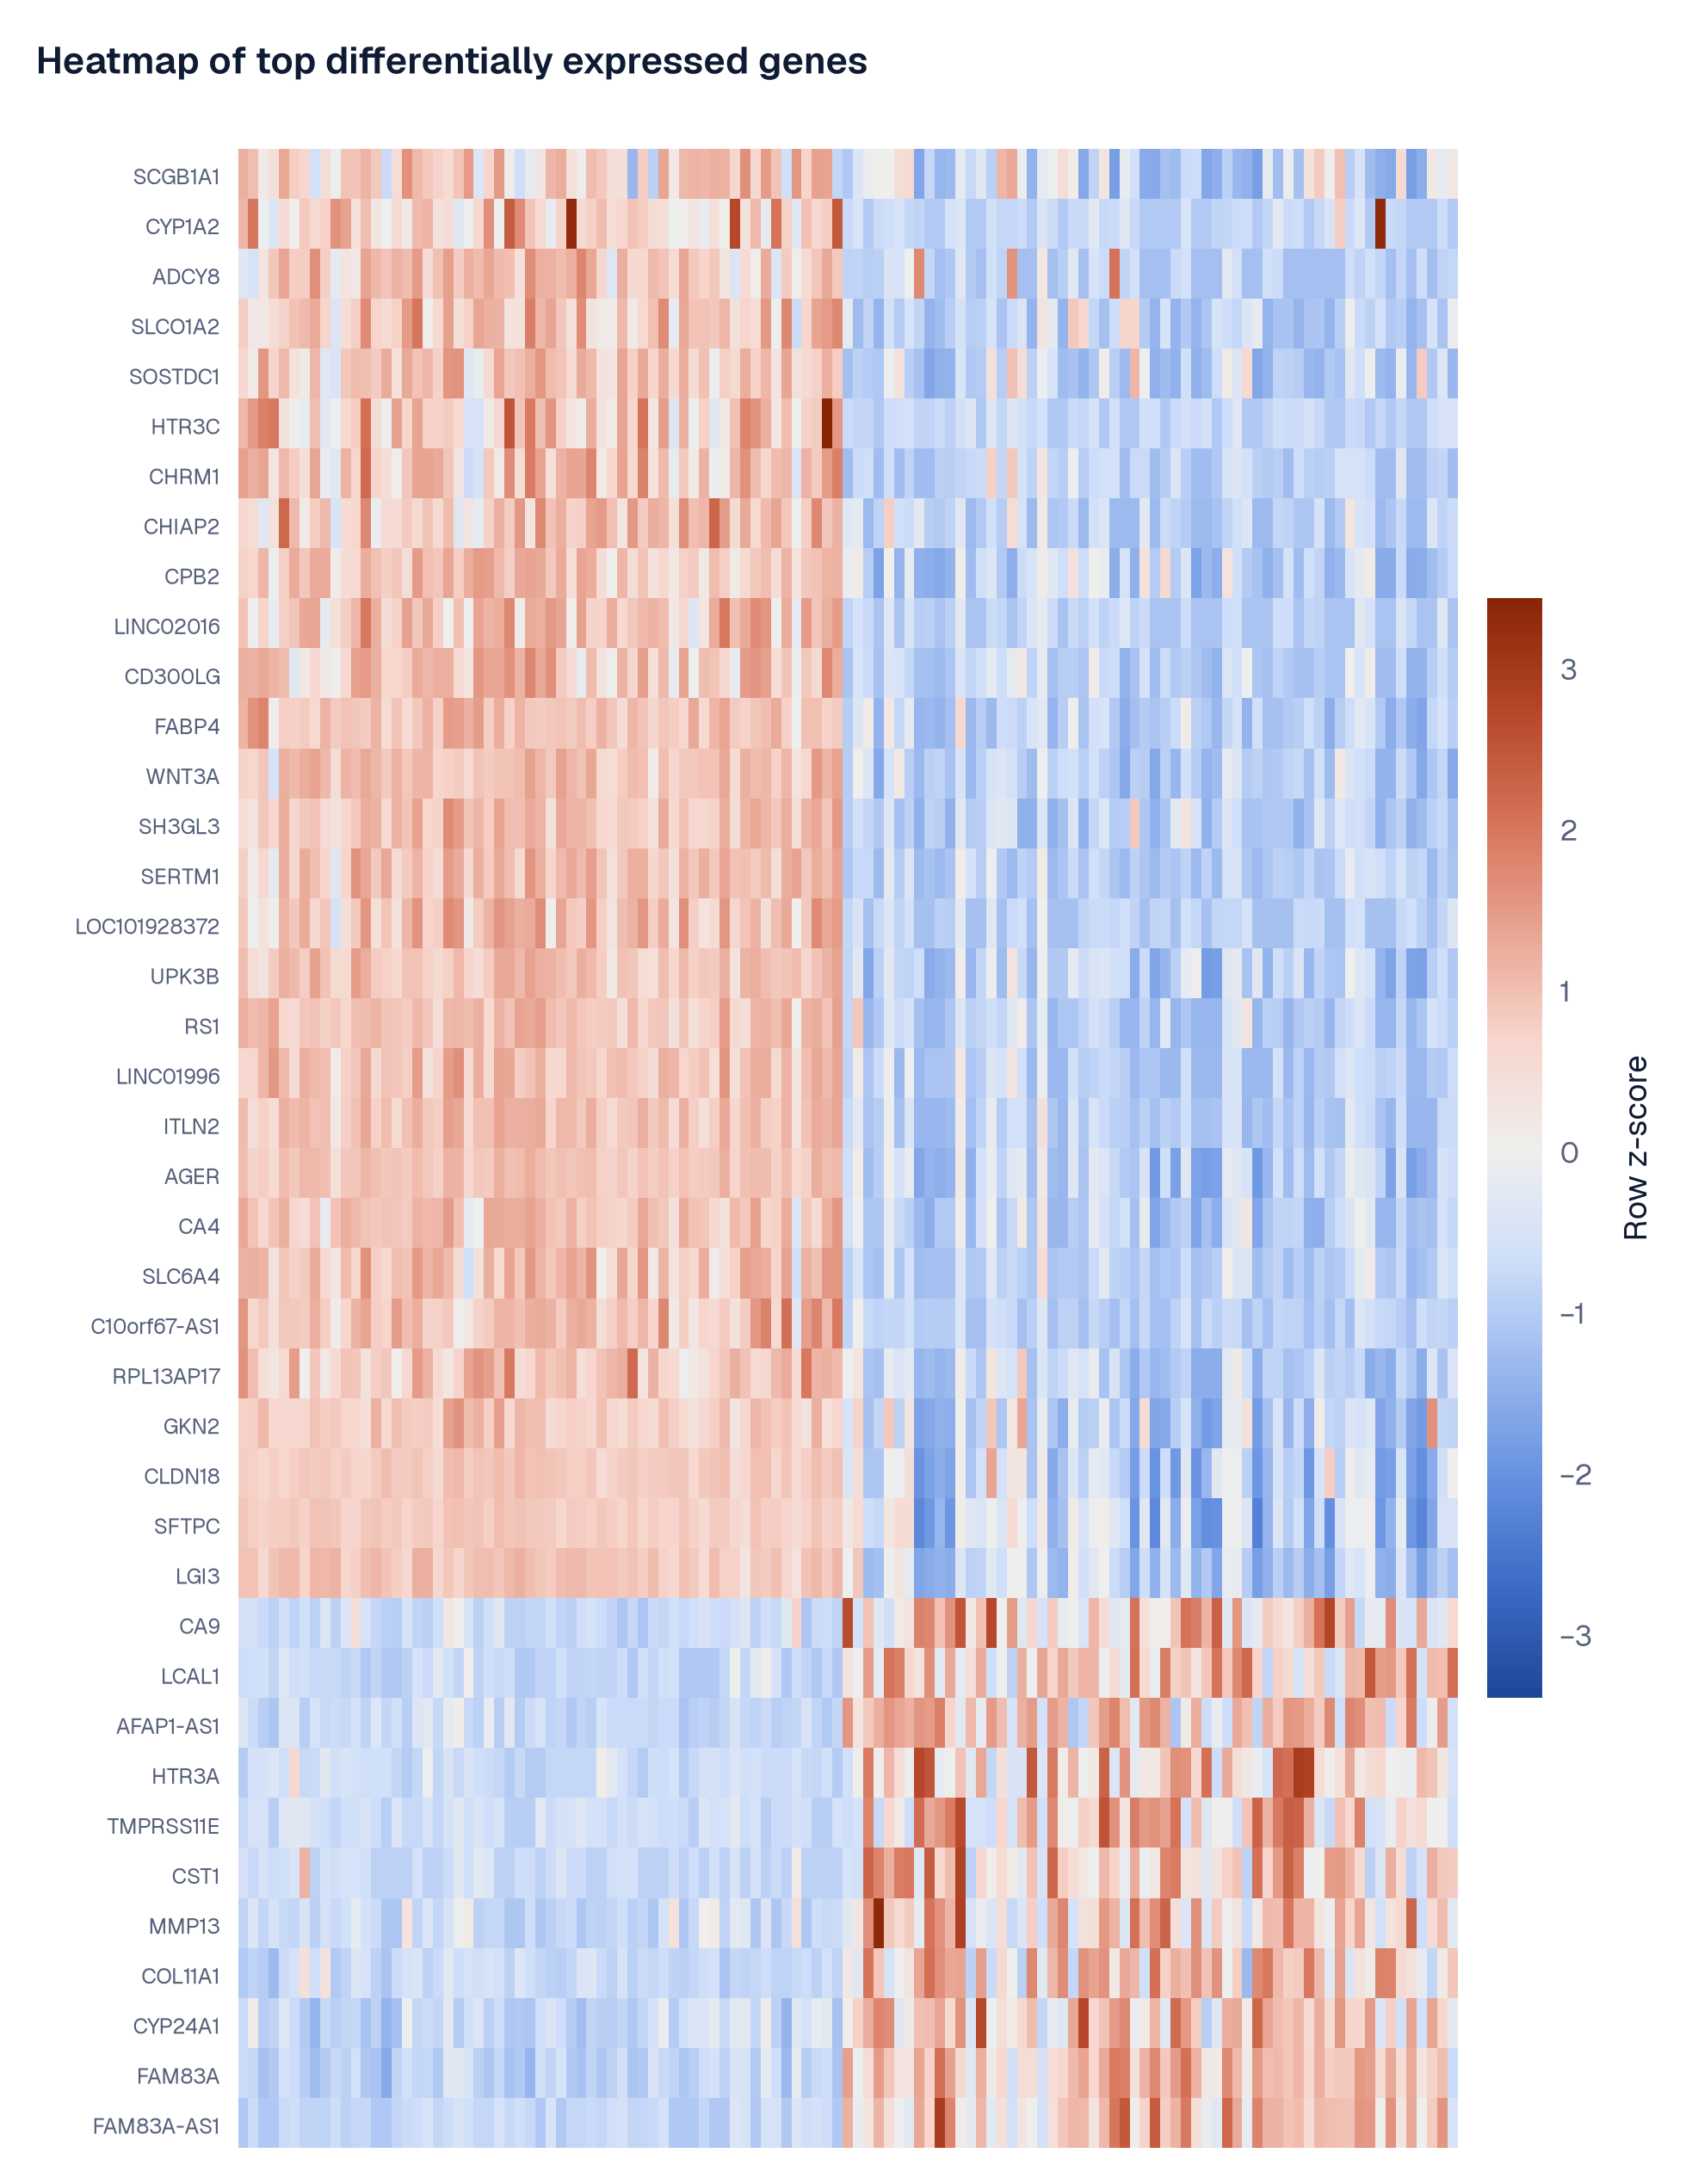 Heatmap of top differentially expressed genes
SCGB1A1
CYP1A2
ADCY8
SLCO1A2
SOSTDC1
HTR3C
CHRM1
CHIAP2
CPB2
LINC02016
CD300LG
FABP4
WNT3A
SH3GL3
SERTM1
LOC101928372
UPK3B
RS1
LINC01996
ITLN2
AGER
CA4
SLC6A4
C10orf67-AS1
RPL13AP17
GKN2
CLDN18
SFTPC
LGI3
CA9
LCAL1
AFAP1-AS1
HTR3A
TMPRSS11E
CST1
MMP13
COL11A1
CYP24A1
FAM83A
FAM83A-AS1
3
2
1
0
−1
−2
−3
Row z-score